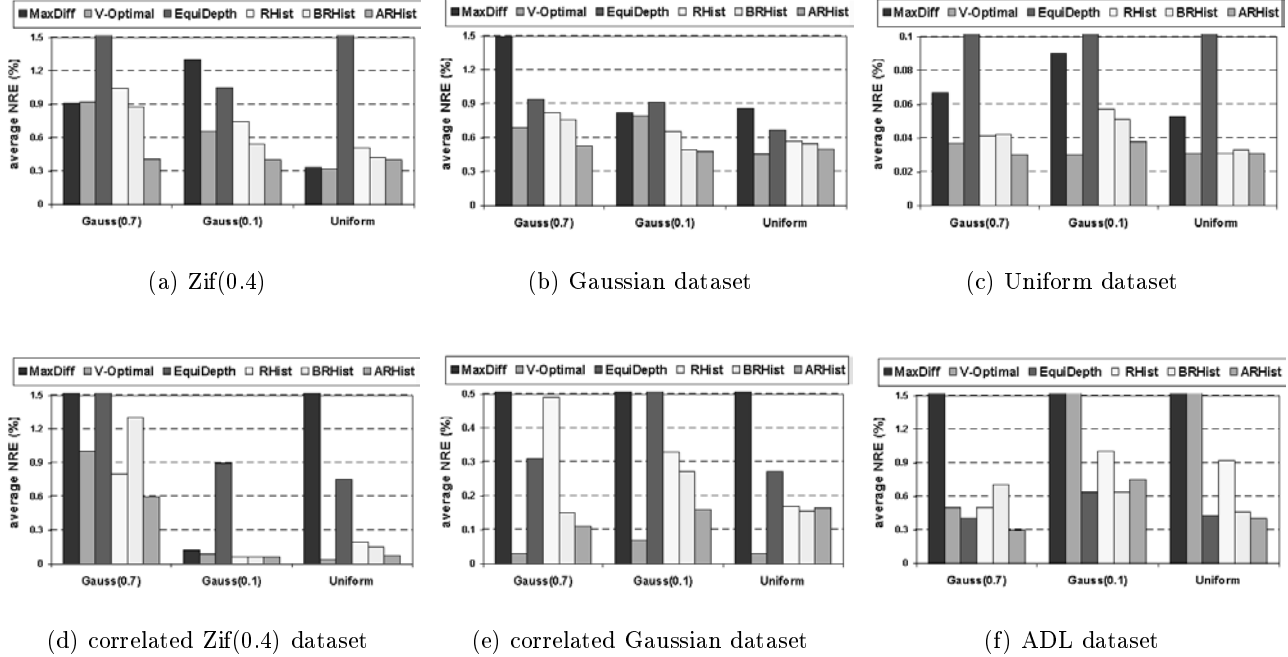 MaxDiff V-Optimal EquiDepth RHist BRHist ARHist
average NRE (%)
1.5
1.2
0.9
0.6
0.3
0
Gauss(0.7) Gauss(0.1) Uniform
(a) Zif(0.4)
MaxDiff V-Optimal EquiDepth RHist BRHist ARHist
average NRE (%)
1.5
1.2
0.9
0.6
0.3
0
Gauss(0.7) Gauss(0.1) Uniform
(b) Gaussian dataset
MaxDiff V-Optimal EquiDepth RHist BRHist ARHist
average NRE (%)
0.1
0.08
0.06
0.04
0.02
0
Gauss(0.7) Gauss(0.1) Uniform
(c) Uniform dataset
MaxDiff V-Optimal EquiDepth RHist BRHist ARHist
average NRE (%)
1.5
1.2
0.9
0.6
0.3
0
Gauss(0.7) Gauss(0.1) Uniform
(d) correlated Zif(0.4) dataset
MaxDiff V-Optimal EquiDepth RHist BRHist ARHist
average NRE (%)
0.5
0.4
0.3
0.2
0.1
0
Gauss(0.7) Gauss(0.1) Uniform
(e) correlated Gaussian dataset
MaxDiff V-Optimal EquiDepth RHist BRHist ARHist
average NRE (%)
1.5
1.2
0.9
0.6
0.3
0
Gauss(0.7) Gauss(0.1) Uniform
(f) ADL dataset